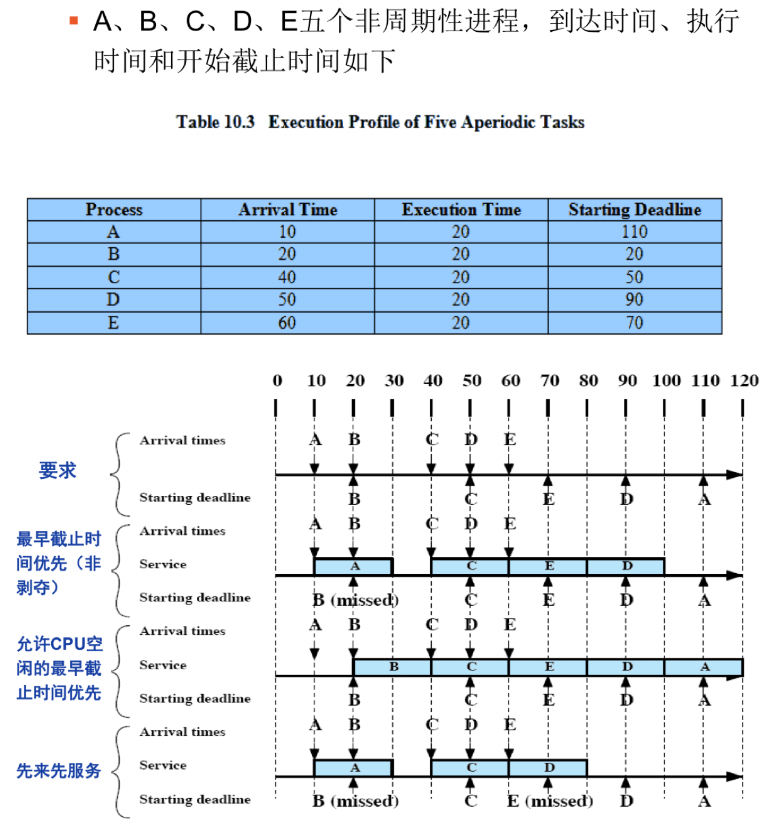 ▪ A、B、C、D、E五个非周期性进程，到达时间、执行
时间和开始截止时间如下
Table 10.3 Execution Profile of Five Aperiodic Tasks
Process Arrival Time Execution Time Starting Deadline
A 10 20 110
B 20 20 20
C 40 20 50
D 50 20 90
E 60 20 70
0 10 20 30 40 50 60 70 80 90 100 110 120
要求
Arrival times A B C D E
Starting deadline B C E D A
最早截止时
间优先（非
剥夺）
Arrival times A B C D E
Service A C E D
Starting deadline B (missed) C E D A
允许CPU空
闲的最早截
止时间优先
Arrival times A B C D E
Service B C E D A
Starting deadline B C E D A
先来先服务
Arrival times A B C D E
Service A C D
Starting deadline B (missed) C E (missed) D A